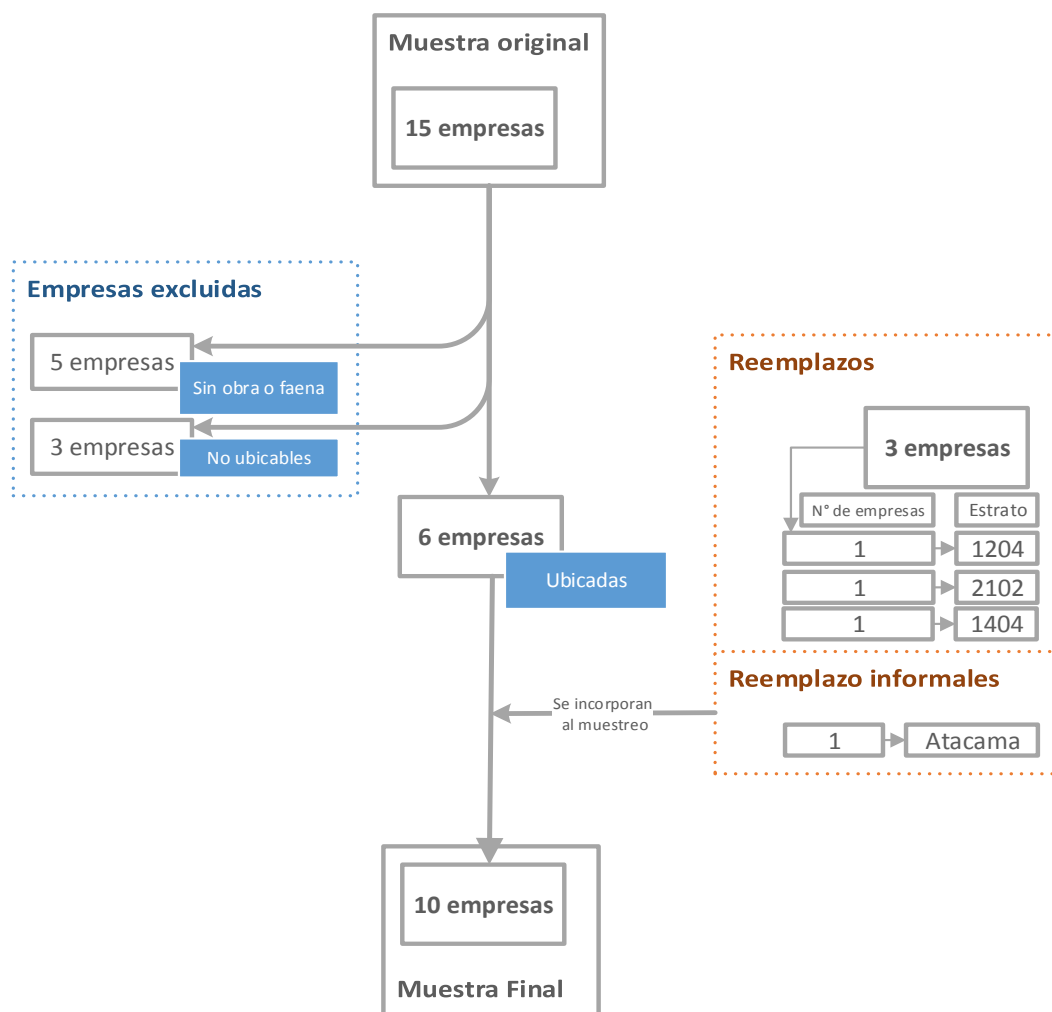 Muestra original
15 empresas
Empresas excluidas
5 empresas
Sin obra o faena
3 empresas
No ubicables
6 empresas
Ubicadas
Reemplazos
3 empresas
N° de empresas
Estrato
1
1204
1
2102
1
1404
Reemplazo informales
Se incorporan
al muestreo
1
Atacama
10 empresas
Muestra Final